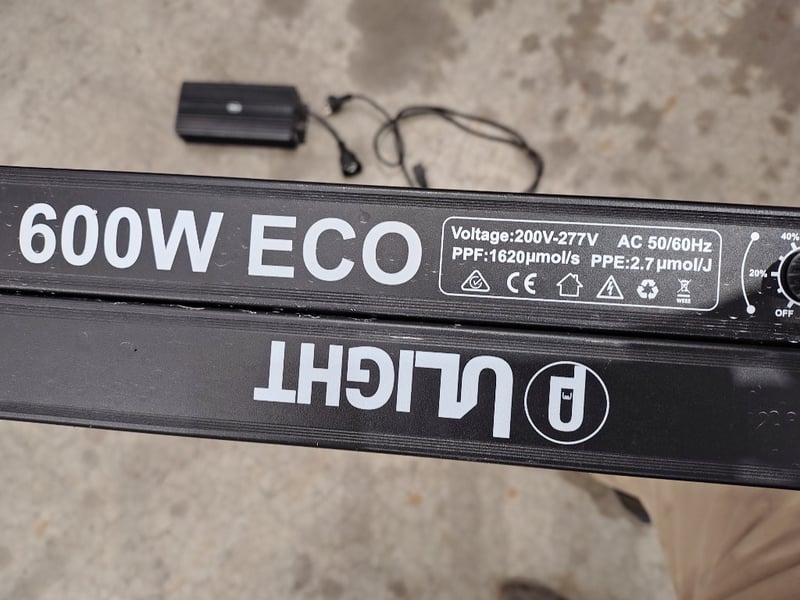 600W ECO
Voltage:200V-277V AC 50/60Hz
PPF:1620µmol/s PPE:2.7µmol/J
CE
WEEE
40%
20%
OFF
ULIGHT